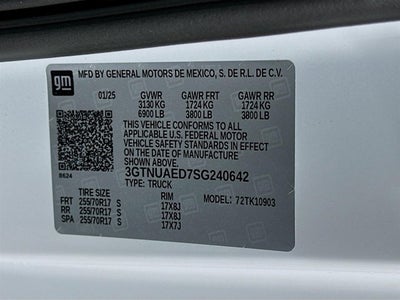 gm MFD BY GENERAL MOTORS DE MEXICO, S. DE R.L. DE C.V.
01/25 GVWR GAWR FRT GAWR RR
3130 KG 1724 KG 1724 KG
6900 LB 3800 LB 3800 LB
THIS VEHICLE CONFORMS TO ALL
APPLICABLE U.S. FEDERAL MOTOR
VEHICLE SAFETY STANDARDS IN
EFFECT ON THE DATE OF
MANUFACTURE SHOWN ABOVE.
8624 3GTNUAED7SG240642
TYPE: TRUCK
TIRE SIZE RIM 72TK10903
FRT 255/70R17 S 17X8J
RR 255/70R17 S 17X8J
SPA 255/70R17 S 17X7J